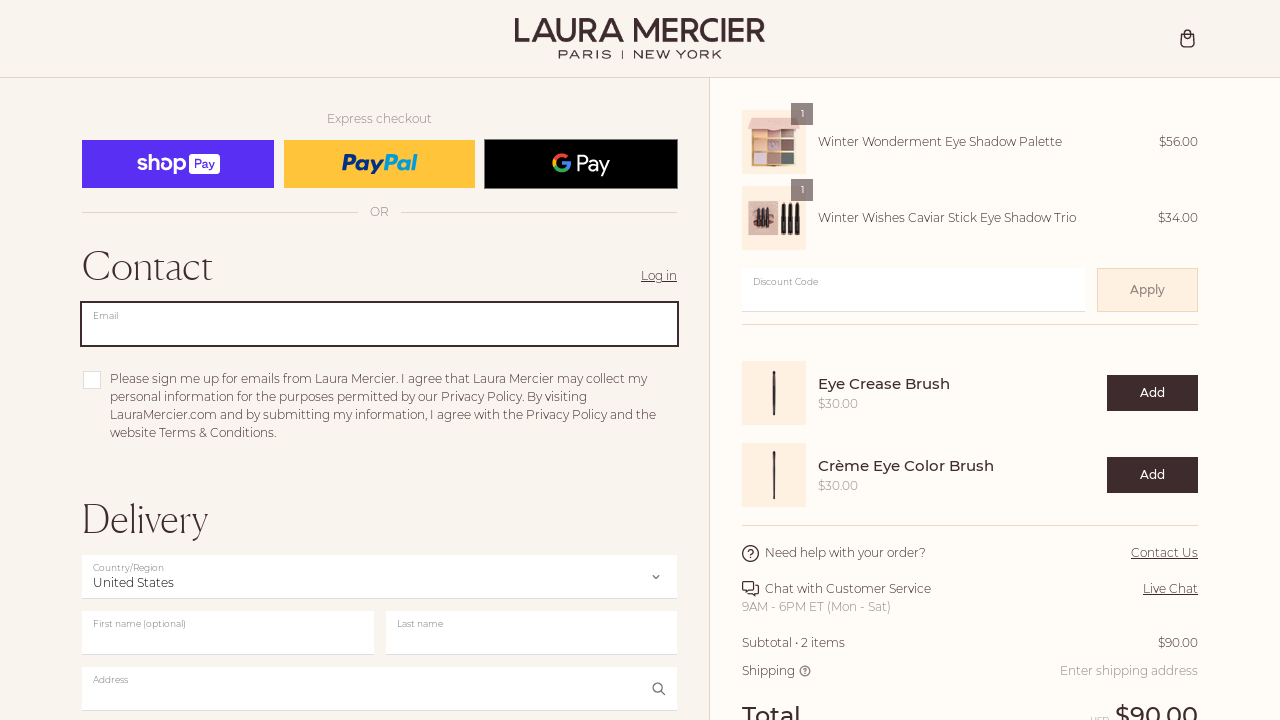 LAURA MERCIER
PARIS | NEW YORK
Express checkout
shop Pay
PayPal
G Pay
OR
Contact
Log in
Email
Please sign me up for emails from Laura Mercier. I agree that Laura Mercier may collect my
personal information for the purposes permitted by our Privacy Policy. By visiting
LauraMercier.com and by submitting my information, I agree with the Privacy Policy and the
website Terms & Conditions.
Delivery
Country/Region
United States
First name (optional)
Last name
Address
1
Winter Wonderment Eye Shadow Palette
$56.00
1
Winter Wishes Caviar Stick Eye Shadow Trio
$34.00
Discount Code
Apply
Eye Crease Brush
$30.00
Add
Crème Eye Color Brush
$30.00
Add
Need help with your order?
Contact Us
Chat with Customer Service
Live Chat
9AM - 6PM ET (Mon - Sat)
Subtotal · 2 items
$90.00
Shipping
Enter shipping address
Total
USD
$90.00